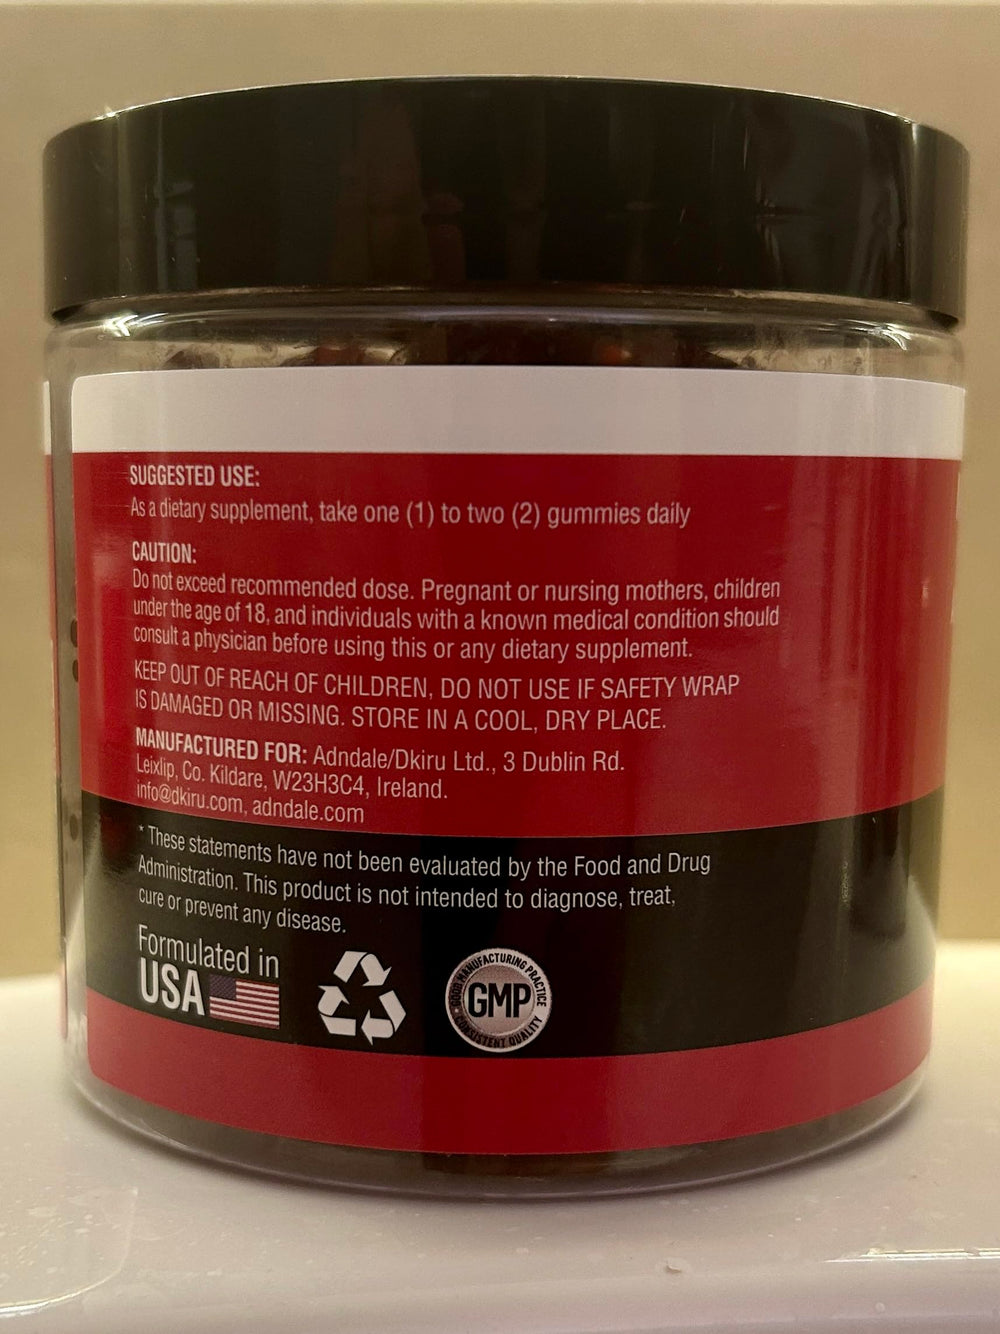 SUGGESTED USE:
As a dietary supplement, take one (1) to two (2) gummies daily
CAUTION:
Do not exceed recommended dose. Pregnant or nursing mothers, children
under the age of 18, and individuals with a known medical condition should
consult a physician before using this or any dietary supplement.
KEEP OUT OF REACH OF CHILDREN, DO NOT USE IF SAFETY WRAP
IS DAMAGED OR MISSING. STORE IN A COOL, DRY PLACE.
MANUFACTURED FOR: Adndale/Dkiru Ltd., 3 Dublin Rd.
Leixlip, Co. Kildare, W23H3C4, Ireland.
info@dkiru.com, adndale.com
* These statements have not been evaluated by the Food and Drug
Administration. This product is not intended to diagnose, treat,
cure or prevent any disease.
Formulated in
USA
GOOD MANUFACTURING PRACTICE
GMP
CONSISTENT QUALITY